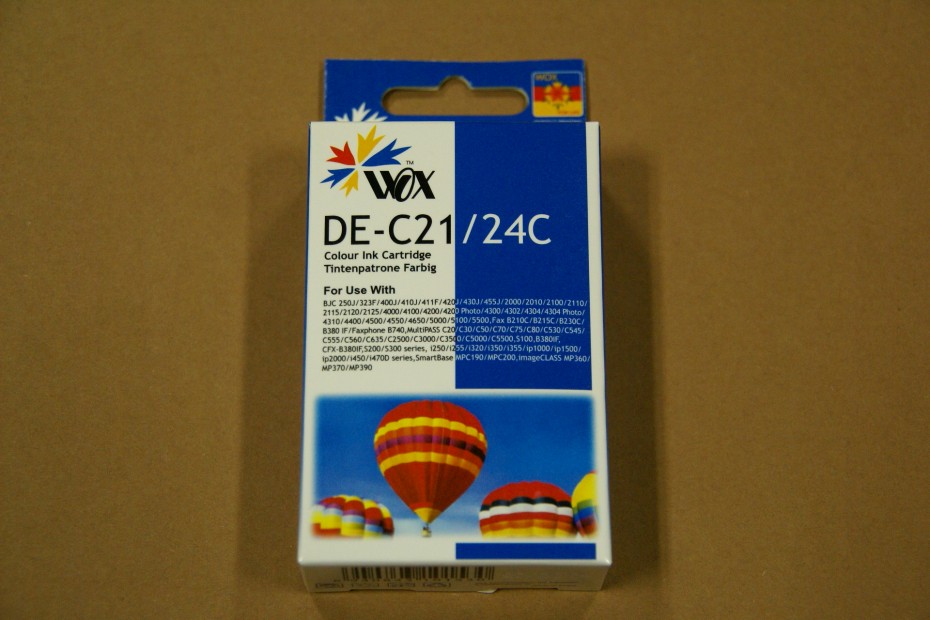 WOX
WOX™
DE-C21/24C
Colour Ink Cartridge
Tintenpatrone Farbig
For Use With
BJC 250J/323F/400J/410J/411F/420J/430J/455J/2000/2010/2100/2110/
2115/2120/2125/4000/4100/4200/4200 Photo/4300/4302/4304/4304 Photo/
4310/4400/4500/4550/4650/5000/5100/5500,Fax B210C/B215C/B230C/
B380 IF/Faxphone B740,MultiPASS C20/C30/C50/C70/C75/C80/C530/C545/
C555/C560/C635/C2500/C3000/C3500/C5000/C5500,S100,B380IF,
CFX-B380IF,S200/S300 series, i250/i255/i320/i350/i355/ip1000/ip1500/
ip2000/i450/i470D series,SmartBase MPC190/MPC200,imageCLASS MP360/
MP370/MP390